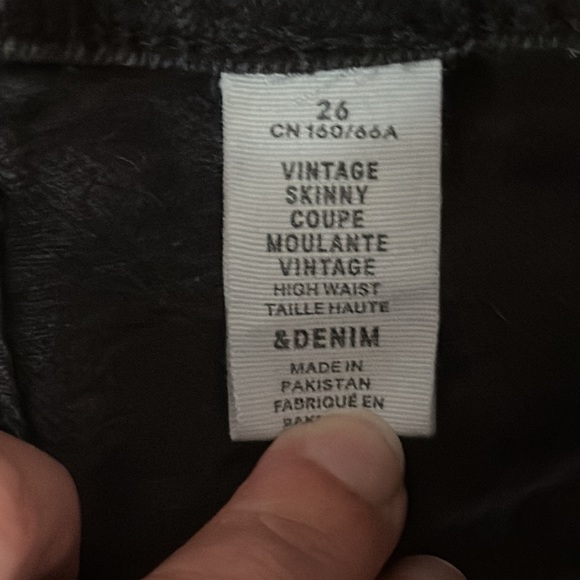 26
CN 160/66A
VINTAGE
SKINNY
COUPE
MOULANTE
VINTAGE
HIGH WAIST
TAILLE HAUTE
&DENIM
MADE IN
PAKISTAN
FABRIQUÉ EN